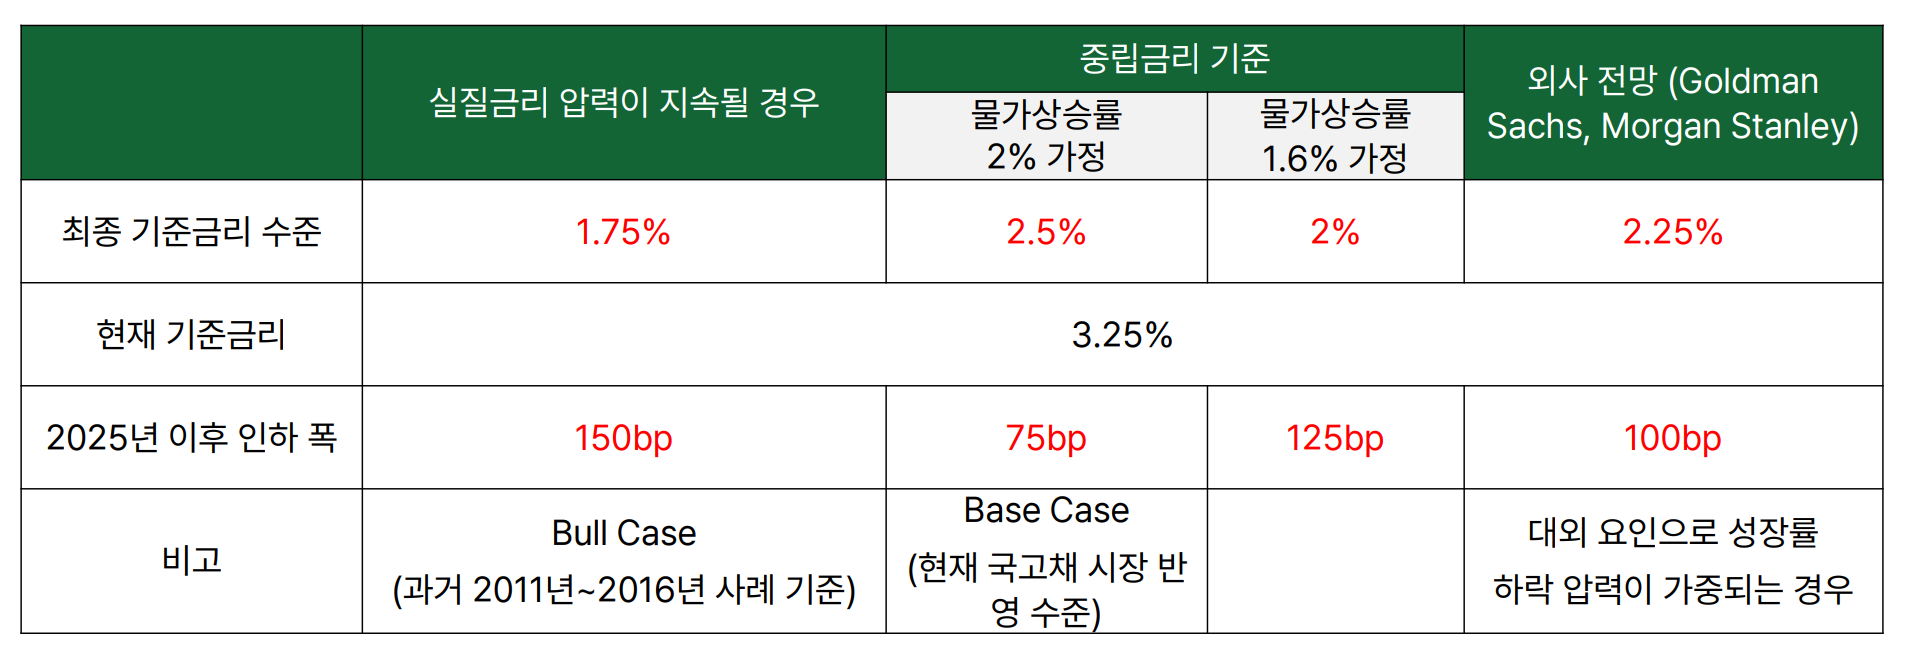 실질금리 압력이 지속될 경우
중립금리 기준
외사 전망 (Goldman
Sachs, Morgan Stanley)
물가상승률
2% 가정
물가상승률
1.6% 가정
최종 기준금리 수준
1.75%
2.5%
2%
2.25%
현재 기준금리
3.25%
2025년 이후 인하 폭
150bp
75bp
125bp
100bp
비고
Bull Case
(과거 2011년~2016년 사례 기준)
Base Case
(현재 국고채 시장 반
영 수준)
대외 요인으로 성장률
하락 압력이 가중되는 경우